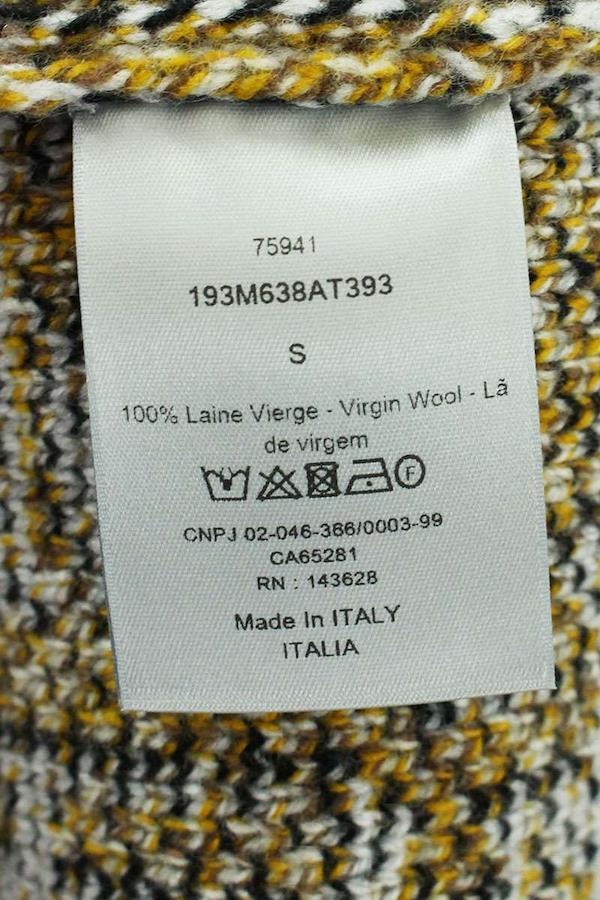 75941
193M638AT393
S
100% Laine Vierge - Virgin Wool - Lã
de virgem
F
CNPJ 02-046-366/0003-99
CA65281
RN : 143628
Made In ITALY
ITALIA